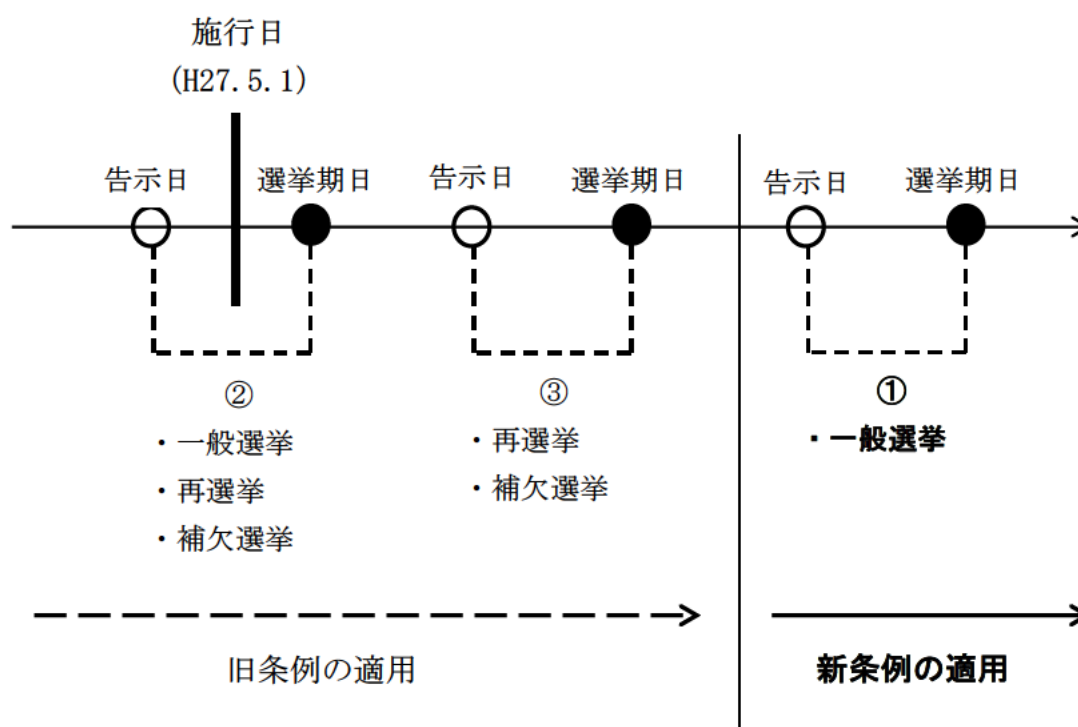 施行日
(H27.5.1)
告示日
選挙期日
告示日
選挙期日
告示日
選挙期日
②
・一般選挙
・再選挙
・補欠選挙
③
・再選挙
・補欠選挙
①
・一般選挙
旧条例の適用
新条例の適用